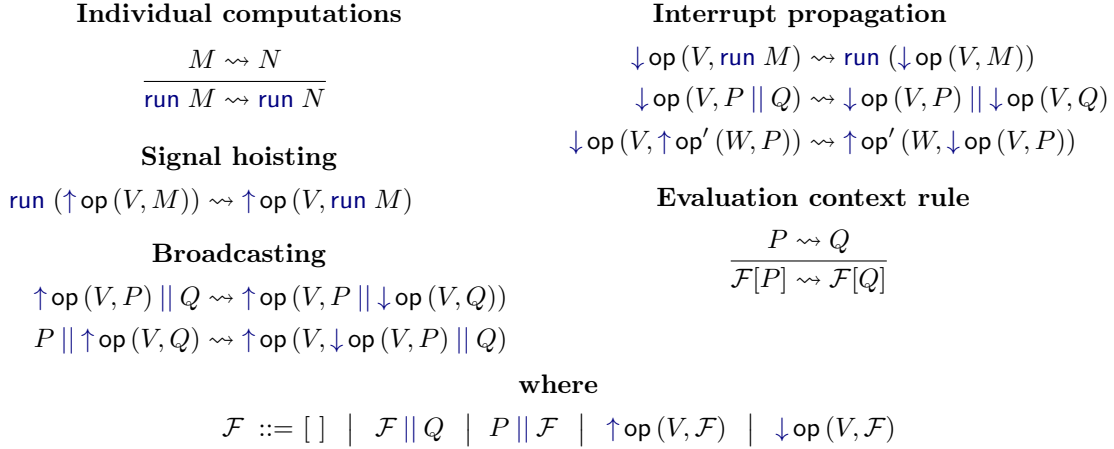 Individual computations
M ⇝ N
run M ⇝ run N
Signal hoisting
run (↑ op (V, M)) ⇝ ↑ op (V, run M)
Broadcasting
↑ op (V, P) || Q ⇝ ↑ op (V, P || ↓ op (V, Q))
P || ↑ op (V, Q) ⇝ ↑ op (V, ↓ op (V, P) || Q)
Interrupt propagation
↓ op (V, run M) ⇝ run (↓ op (V, M))
↓ op (V, P || Q) ⇝ ↓ op (V, P) || ↓ op (V, Q)
↓ op (V, ↑ op′ (W, P)) ⇝ ↑ op′ (W, ↓ op (V, P))
Evaluation context rule
P ⇝ Q
ℱ[P] ⇝ ℱ[Q]
where
ℱ ::= [ ] | ℱ || Q | P || ℱ | ↑ op (V, ℱ) | ↓ op (V, ℱ)